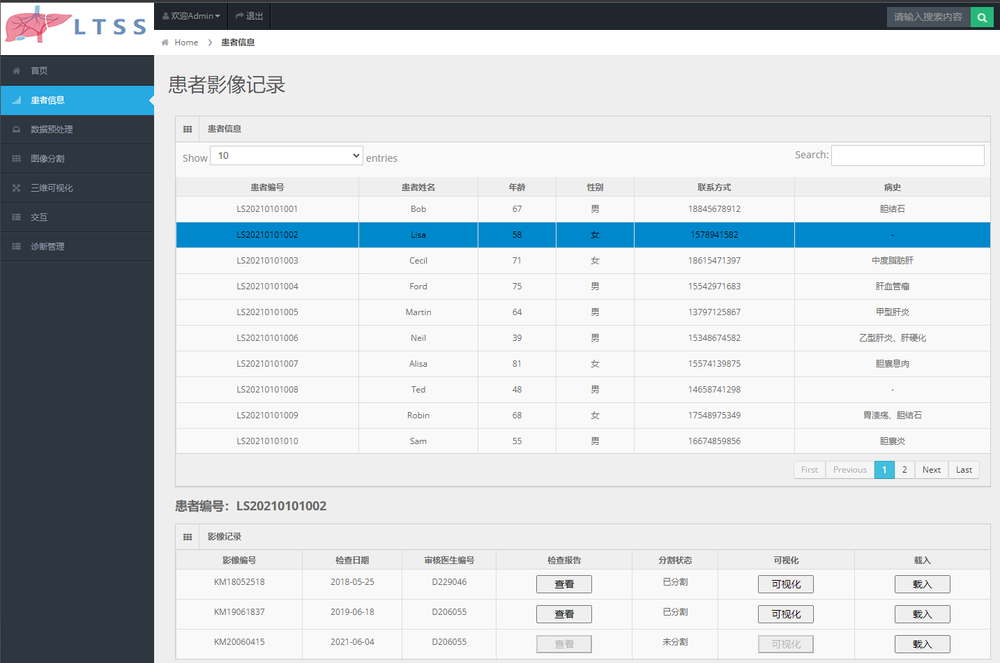 LTSS
欢迎Admin
退出
请输入搜索内容
Home > 患者信息
首页
患者信息
数据预处理
图像分割
三维可视化
交互
诊断管理
患者影像记录
患者信息
Show 10 entries
Search:
患者编号 患者姓名 年龄 性别 联系方式 病史
LS20210101001 Bob 67 男 18845678912 胆结石
LS20210101002 Lisa 58 女 1578941582 -
LS20210101003 Cecil 71 女 18615471397 中度脂肪肝
LS20210101004 Ford 75 男 15542971683 肝血管瘤
LS20210101005 Martin 64 男 13797125867 甲型肝炎
LS20210101006 Neil 39 男 15348674582 乙型肝炎、肝硬化
LS20210101007 Alisa 81 女 15574139875 胆囊息肉
LS20210101008 Ted 48 男 14658741298 -
LS20210101009 Robin 68 女 17548975349 胃溃疡、胆结石
LS20210101010 Sam 55 男 16674859856 胆囊炎
First Previous 1 2 Next Last
患者编号：LS20210101002
影像记录
影像编号 检查日期 审核医生编号 检查报告 分割状态 可视化 载入
KM18052518 2018-05-25 D229046 查看 已分割 可视化 载入
KM19061837 2019-06-18 D206055 查看 已分割 可视化 载入
KM20060415 2021-06-04 D206055 查看 未分割 可视化 载入